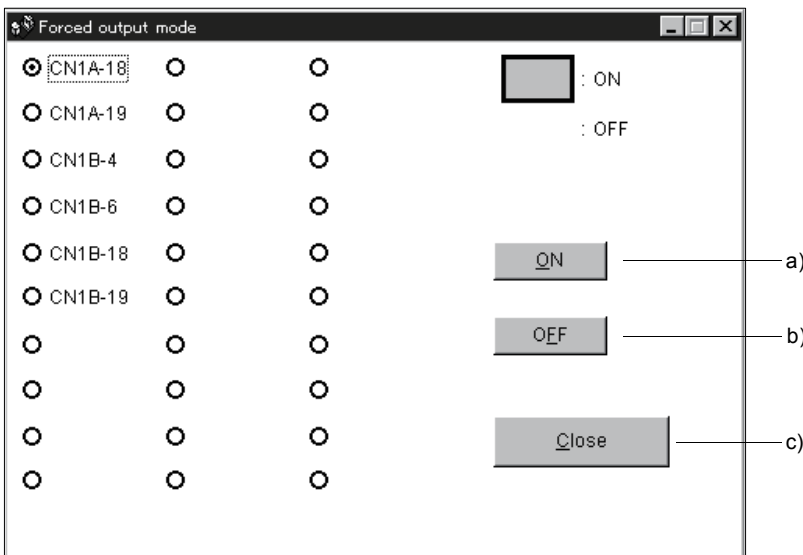 Forced output mode
CN1A-18
CN1A-19
CN1B-4
CN1B-6
CN1B-18
CN1B-19
: ON
: OFF
ON
a)
OFF
b)
Close
c)